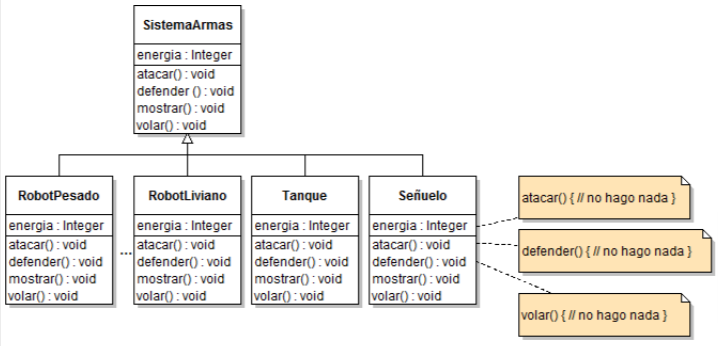 SistemaArmas
energia : Integer
atacar() : void
defender () : void
mostrar() : void
volar() : void
RobotPesado
energia : Integer
atacar() : void
defender() : void
mostrar() : void
volar() : void
...
RobotLiviano
energia : Integer
atacar() : void
defender() : void
mostrar() : void
volar() : void
Tanque
energia : Integer
atacar() : void
defender() : void
mostrar() : void
volar() : void
Señuelo
energia : Integer
atacar() : void
defender() : void
mostrar() : void
volar() : void
atacar() { // no hago nada }
defender() { // no hago nada }
volar() { // no hago nada }